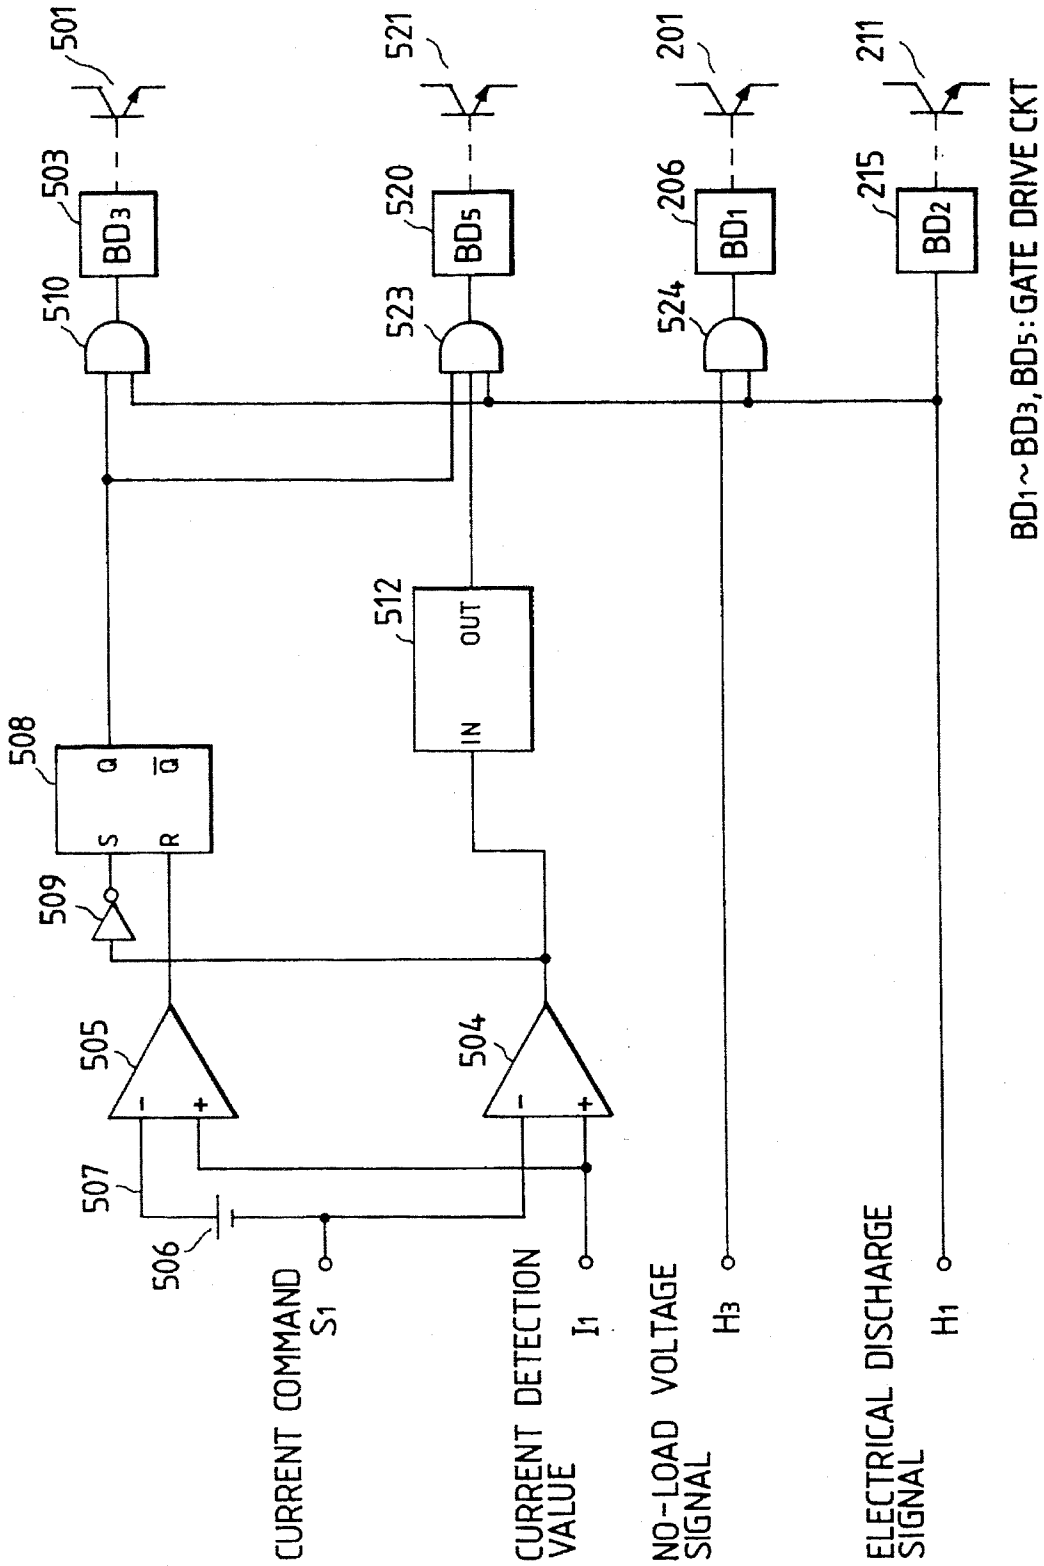 501
503
BD3
510
508
S
Q
R
Q̅
509
505
-
+
507
506
CURRENT COMMAND
S1
521
520
BD5
523
512
IN
OUT
504
-
+
CURRENT DETECTION
VALUE
I1
201
206
BD1
524
NO-LOAD VOLTAGE
SIGNAL
H3
211
215
BD2
ELECTRICAL DISCHARGE
SIGNAL
H1
BD1~BD3, BD5: GATE DRIVE CKT